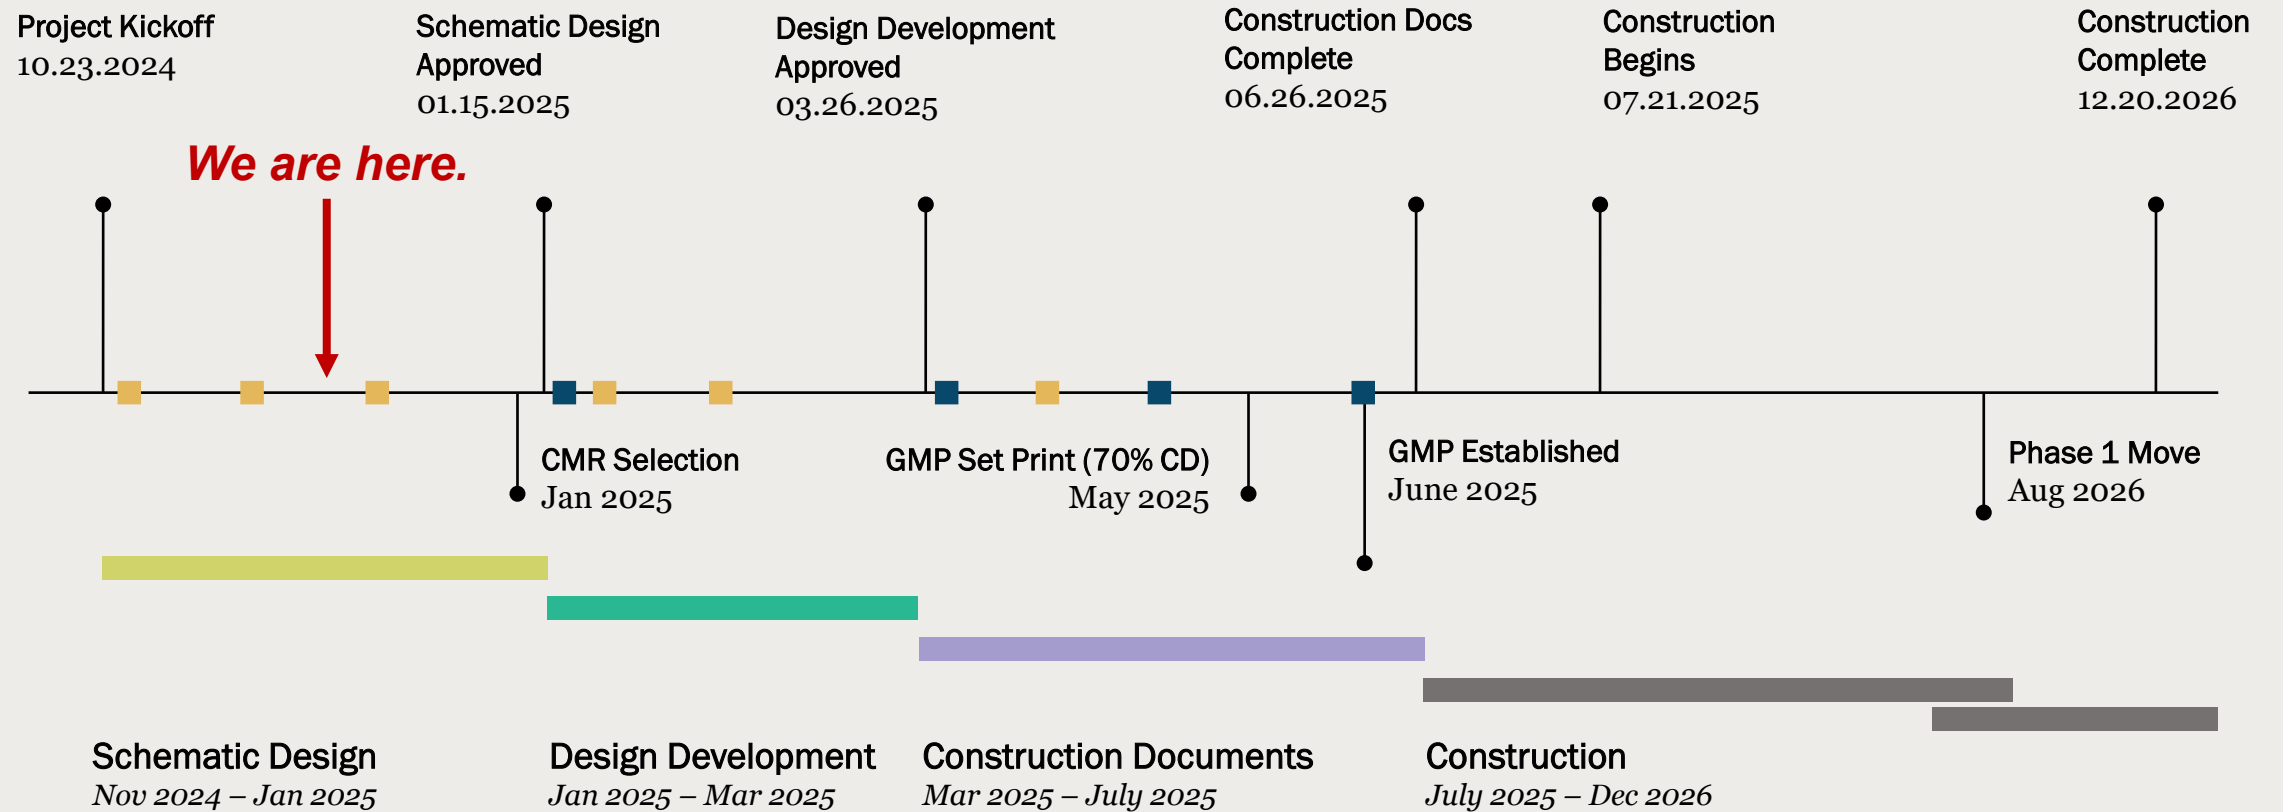 Project Kickoff
10.23.2024
Schematic Design
Approved
01.15.2025
Design Development
Approved
03.26.2025
Construction Docs
Complete
06.26.2025
Construction
Begins
07.21.2025
Construction
Complete
12.20.2026
We are here.
CMR Selection
Jan 2025
GMP Set Print (70% CD)
May 2025
GMP Established
June 2025
Phase 1 Move
Aug 2026
Schematic Design
Nov 2024 – Jan 2025
Design Development
Jan 2025 – Mar 2025
Construction Documents
Mar 2025 – July 2025
Construction
July 2025 – Dec 2026